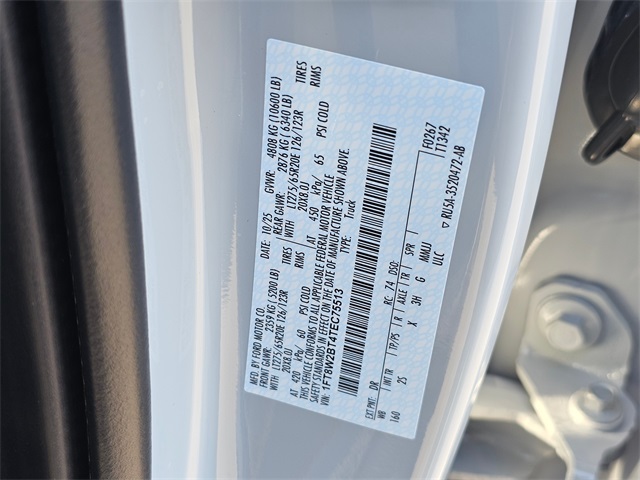 MFD. BY FORD MOTOR CO.
DATE: 10/25 GVWR: 4808 KG (10600 LB)
FRONT GAWR: 2359 KG (5200 LB) REAR GAWR: 2876 KG (6340 LB)
WITH LT275/65R20E 126/123R TIRES WITH LT275/65R20E 126/123R TIRES
20X8.0J RIMS 20X8.0J RIMS
AT 420 kPa/ 60 PSI COLD AT 450 kPa/ 65 PSI COLD
THIS VEHICLE CONFORMS TO ALL APPLICABLE FEDERAL MOTOR VEHICLE
SAFETY STANDARDS IN EFFECT ON THE DATE OF MANUFACTURE SHOWN ABOVE.
VIN: 1FT8W2BT4TEC75513 TYPE: Truck
EXT PNT: DR RC: 74 DSO: F0267
WB INT TR TP/PS R AXLE TR SPR T1342
160 2S X 3H G MMJJ
ULC ▽ RU5A-3520472-AB